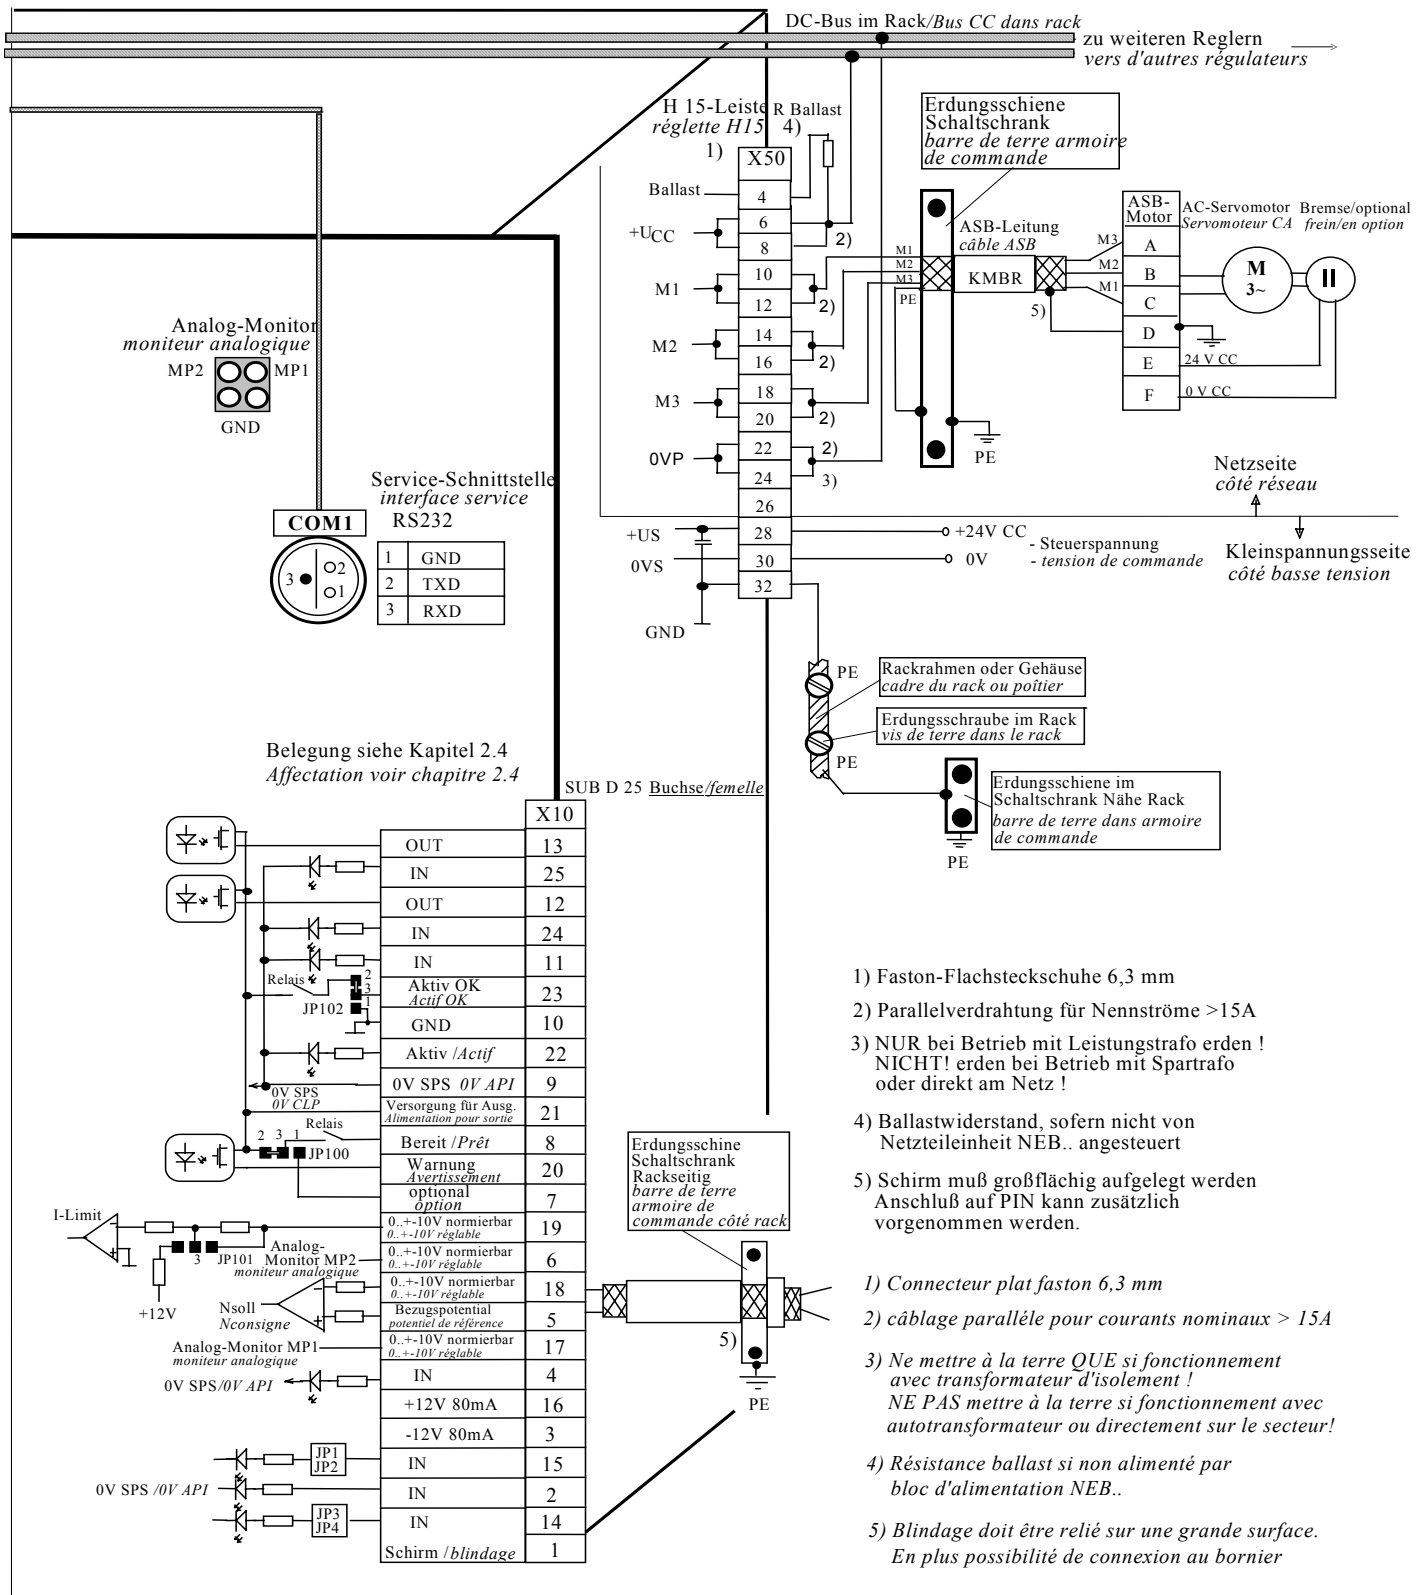 DC-Bus im Rack/Bus CC dans rack
zu weiteren Reglern
vers d'autres régulateurs
H 15-Leiste
réglette H15
R Ballast
4)
1)
X50
Ballast
4
6
8
10
12
14
16
18
20
22
24
26
28
30
32
+UCC
M1
M2
M3
0VP
+US
0VS
GND
2)
2)
2)
2)
2)
3)
Erdungsschiene
Schaltschrank
barre de terre armoire
de commande
M1
M2
M3
PE
ASB-Leitung
câble ASB
KMBR
5)
PE
M3
M2
M1
ASB-
Motor
A
B
C
D
E
F
AC-Servomotor
Servomoteur CA
Bremse/optional
frein/en option
M
3~
24 V CC
0 V CC
Netzseite
côté réseau
Kleinspannungsseite
côté basse tension
+24V CC
0V
- Steuerspannung
- tension de commande
Analog-Monitor
moniteur analogique
MP2
MP1
GND
Service-Schnittstelle
interface service
RS232
COM1
3
2
1
1 GND
2 TXD
3 RXD
PE
Rackrahmen oder Gehäuse
cadre du rack ou poîtier
Erdungsschraube im Rack
vis de terre dans le rack
PE
Erdungsschiene im
Schaltschrank Nähe Rack
barre de terre dans armoire
de commande
PE
Belegung siehe Kapitel 2.4
Affectation voir chapitre 2.4
SUB D 25 Buchse/femelle
X10
OUT 13
IN 25
OUT 12
IN 24
IN 11
Relais
2
3
1
JP102
Aktiv OK
Actif OK
23
GND 10
Aktiv /Actif 22
0V SPS
0V CLP
0V SPS 0V API 9
Versorgung für Ausg.
Alimentation pour sortie
21
Relais
2 3 1
JP100
Bereit /Prêt 8
Warnung
Avertissement
20
optional
option
7
I-Limit
3
JP101
+12V
0..+-10V normierbar
0..+-10V réglable
19
Analog-
Monitor MP2
moniteur analogique
0..+-10V normierbar
0..+-10V réglable
6
Nsoll
Nconsigne
0..+-10V normierbar
0..+-10V réglable
18
Bezugspotential
potentiel de référence
5
Analog-Monitor MP1
moniteur analogique
0..+-10V normierbar
0..+-10V réglable
17
0V SPS/0V API
IN 4
+12V 80mA 16
-12V 80mA 3
JP1
JP2
IN 15
0V SPS /0V API
IN 2
JP3
JP4
IN 14
Schirm /blindage 1
Erdungsschine
Schaltschrank
Rackseitig
barre de terre
armoire de
commande côté rack
5)
PE
1) Faston-Flachsteckschuhe 6,3 mm
2) Parallelverdrahtung für Nennströme >15A
3) NUR bei Betrieb mit Leistungstrafo erden !
NICHT! erden bei Betrieb mit Spartrafo
oder direkt am Netz !
4) Ballastwiderstand, sofern nicht von
Netzteileinheit NEB.. angesteuert
5) Schirm muß großflächig aufgelegt werden
Anschluß auf PIN kann zusätzlich
vorgenommen werden.
1) Connecteur plat faston 6,3 mm
2) câblage paralléle pour courants nominaux > 15A
3) Ne mettre à la terre QUE si fonctionnement
avec transformateur d'isolement !
NE PAS mettre à la terre si fonctionnement avec
autotransformateur ou directement sur le secteur!
4) Résistance ballast si non alimenté par
bloc d'alimentation NEB..
5) Blindage doit être relié sur une grande surface.
En plus possibilité de connexion au bornier